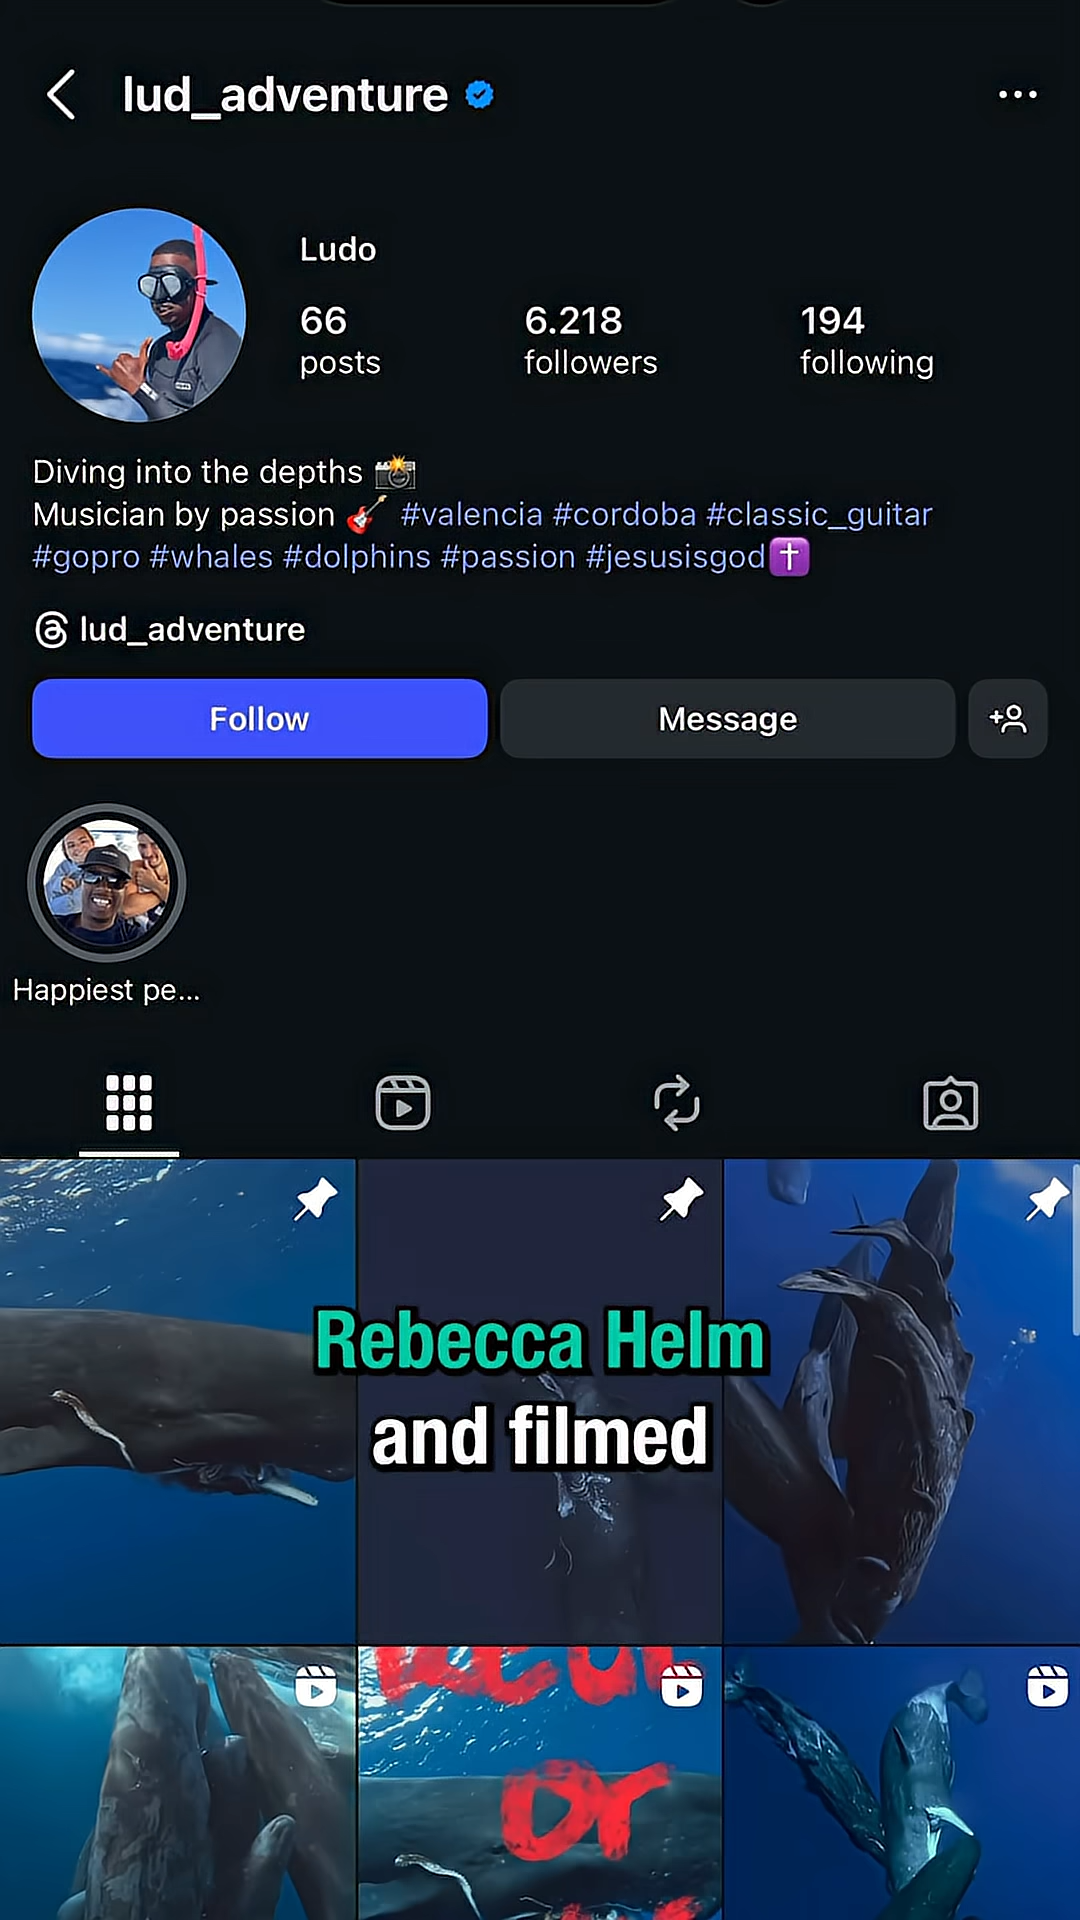 lud_adventure
Ludo
66 6.218 194
posts followers following
Diving into the depths 📸
Musician by passion 🎸 #valencia #cordoba #classic_guitar
#gopro #whales #dolphins #passion #jesusisgod✝️
lud_adventure
Follow Message
Happiest pe...
Rebecca Helm
and filmed
or